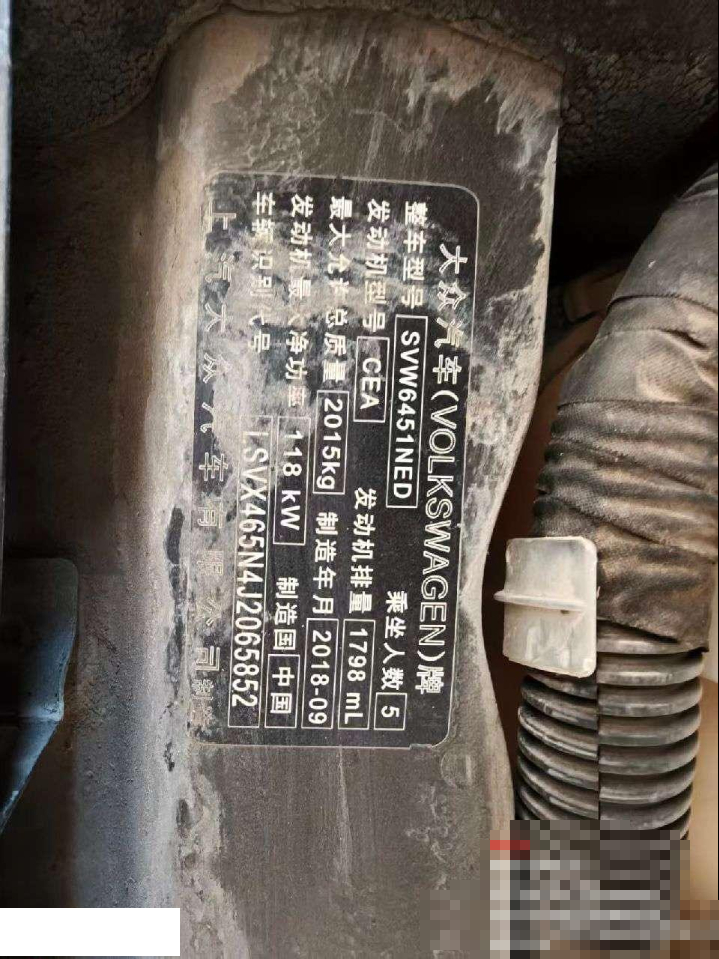 大众汽车(VOLKSWAGEN)牌
整车型号 SVW6451NED 乘坐人数 5
发动机型号 CEA 发动机排量 1798 mL
最大允许总质量 2015kg 制造年月 2018-09
发动机最大净功率 118 kW 制造国 中国
车辆识别代号 LSVX465N4J2065852
上汽大众汽车有限公司制造